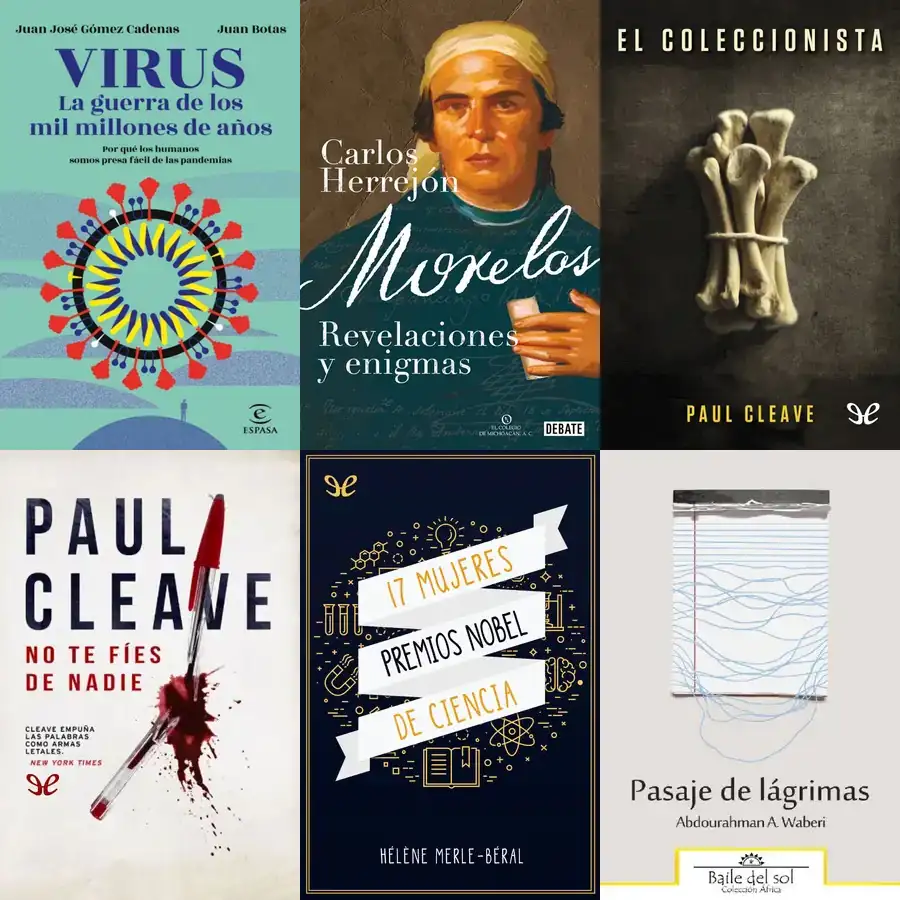 Juan José Gómez Cadenas
Juan Botas
VIRUS
La guerra de los
mil millones de años
Por qué los humanos
somos presa fácil de las pandemias
e
ESPASA
Carlos
Herrejón
Morelos
Revelaciones
y enigmas
EL COLEGIO
DE MICHOACÁN, A. C.
DEBATE
EL COLECCIONISTA
PAUL CLEAVE
PAUL
CLEAVE
NO TE FÍES
DE NADIE
CLEAVE EMPUÑA
LAS PALABRAS
COMO ARMAS
LETALES.
NEW YORK TIMES
17 MUJERES
PREMIOS NOBEL
DE CIENCIA
HÉLÈNE MERLE-BÉRAL
Pasaje de lágrimas
Abdourahman A. Waberi
Baile del sol
Colección África